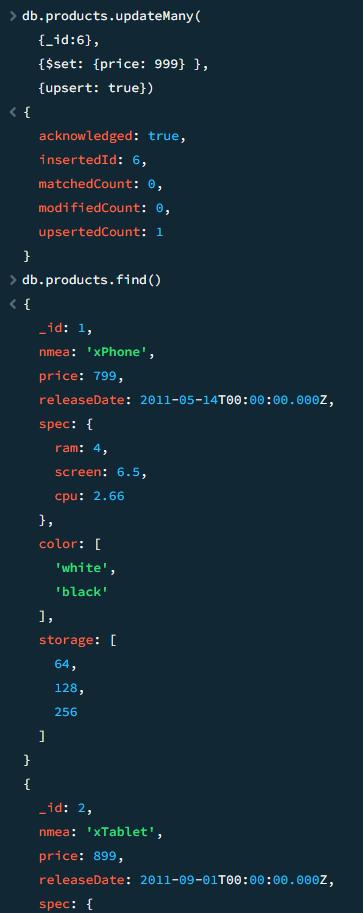 > db.products.updateMany(
{_id:6},
{$set: {price: 999} },
{upsert: true})
< {
acknowledged: true,
insertedId: 6,
matchedCount: 0,
modifiedCount: 0,
upsertedCount: 1
}
> db.products.find()
< {
_id: 1,
nmea: 'xPhone',
price: 799,
releaseDate: 2011-05-14T00:00:00.000Z,
spec: {
ram: 4,
screen: 6.5,
cpu: 2.66
},
color: [
'white',
'black'
],
storage: [
64,
128,
256
]
}
{
_id: 2,
nmea: 'xTablet',
price: 899,
releaseDate: 2011-09-01T00:00:00.000Z,
spec: {